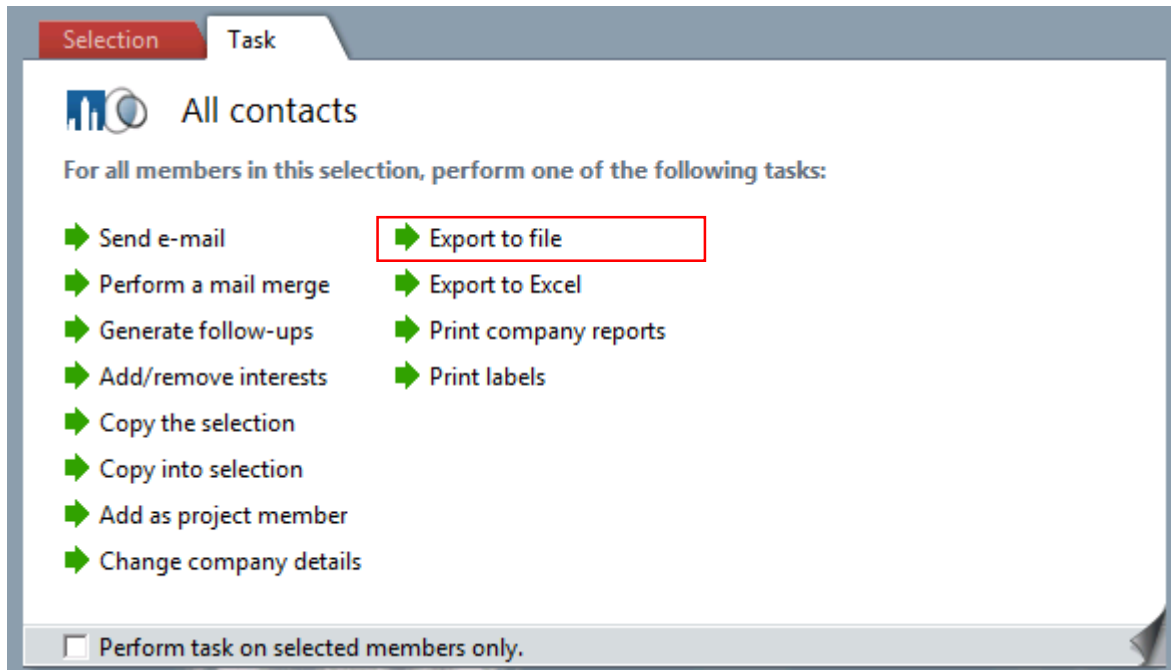 Selection
Task
All contacts
For all members in this selection, perform one of the following tasks:
Send e-mail
Perform a mail merge
Generate follow-ups
Add/remove interests
Copy the selection
Copy into selection
Add as project member
Change company details
Export to file
Export to Excel
Print company reports
Print labels
Perform task on selected members only.